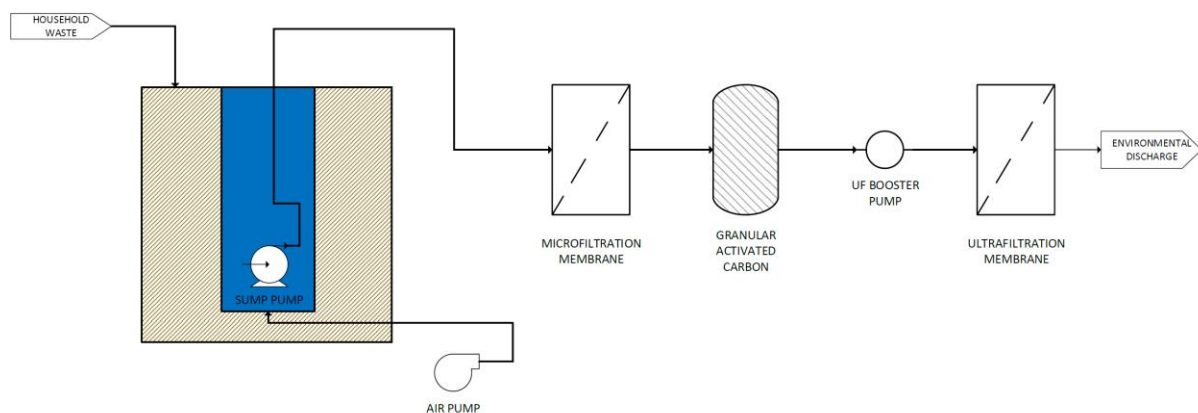 HOUSEHOLD
WASTE
SUMP PUMP
AIR PUMP
MICROFILTRATION
MEMBRANE
GRANULAR
ACTIVATED
CARBON
UF BOOSTER
PUMP
ULTRAFILTRATION
MEMBRANE
ENVIRONMENTAL
DISCHARGE